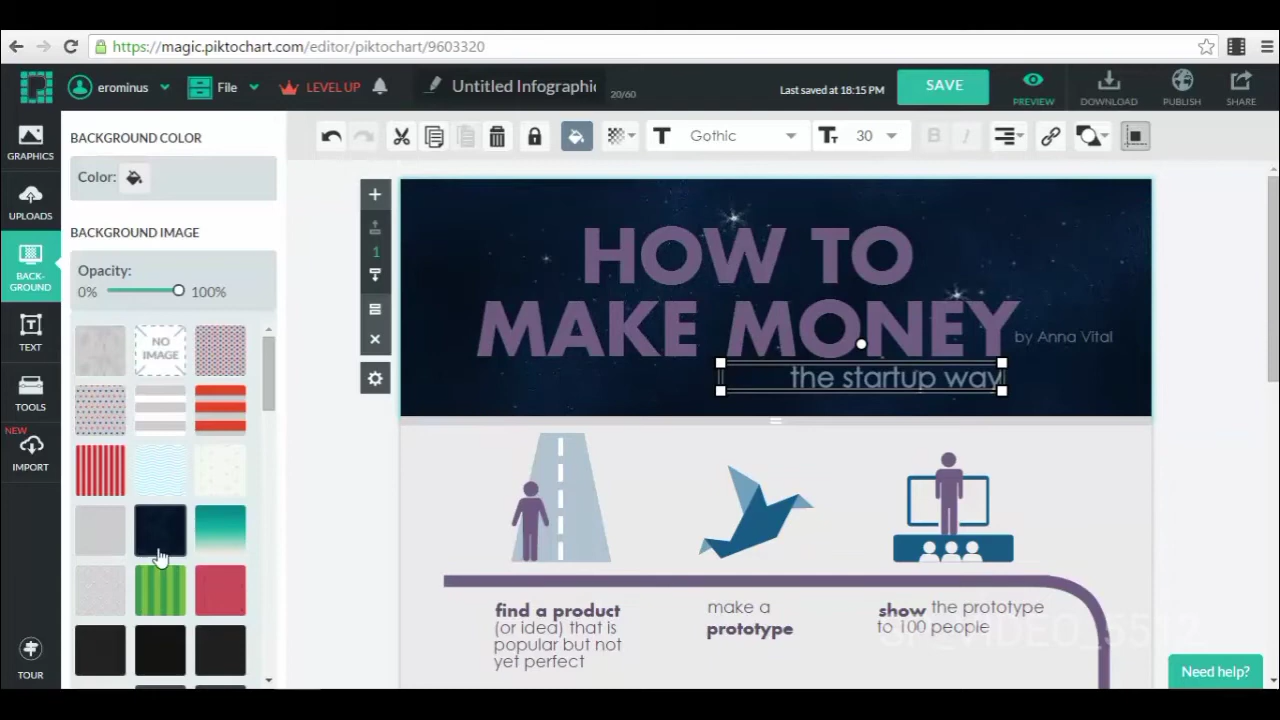 https://magic.piktochart.com/editor/piktochart/9603320
erominus
File
LEVEL UP
Untitled Infographic
20/60
Last saved at 18:15 PM
SAVE
PREVIEW
DOWNLOAD
PUBLISH
SHARE
GRAPHICS
UPLOADS
BACK-
GROUND
TEXT
TOOLS
NEW
IMPORT
TOUR
BACKGROUND COLOR
Color:
BACKGROUND IMAGE
Opacity:
0%
100%
NO
IMAGE
T
Gothic
30
B
I
1
HOW TO
MAKE MONEY
by Anna Vital
the startup way
find a product
(or idea) that is
popular but not
yet perfect
make a
prototype
show the prototype
to 100 people
Need help?